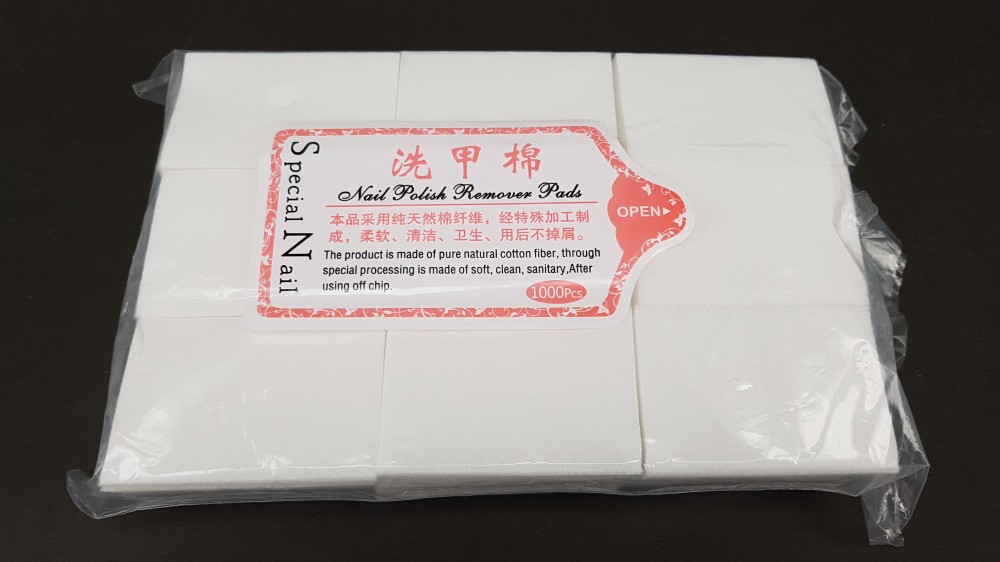 Special Nail
洗甲棉
Nail Polish Remover Pads
本品采用纯天然棉纤维，经特殊加工制
成，柔软、清洁、卫生、用后不掉屑。
The product is made of pure natural cotton fiber, through
special processing is made of soft, clean, sanitary,After
using off chip.
1000Pcs
OPEN▶